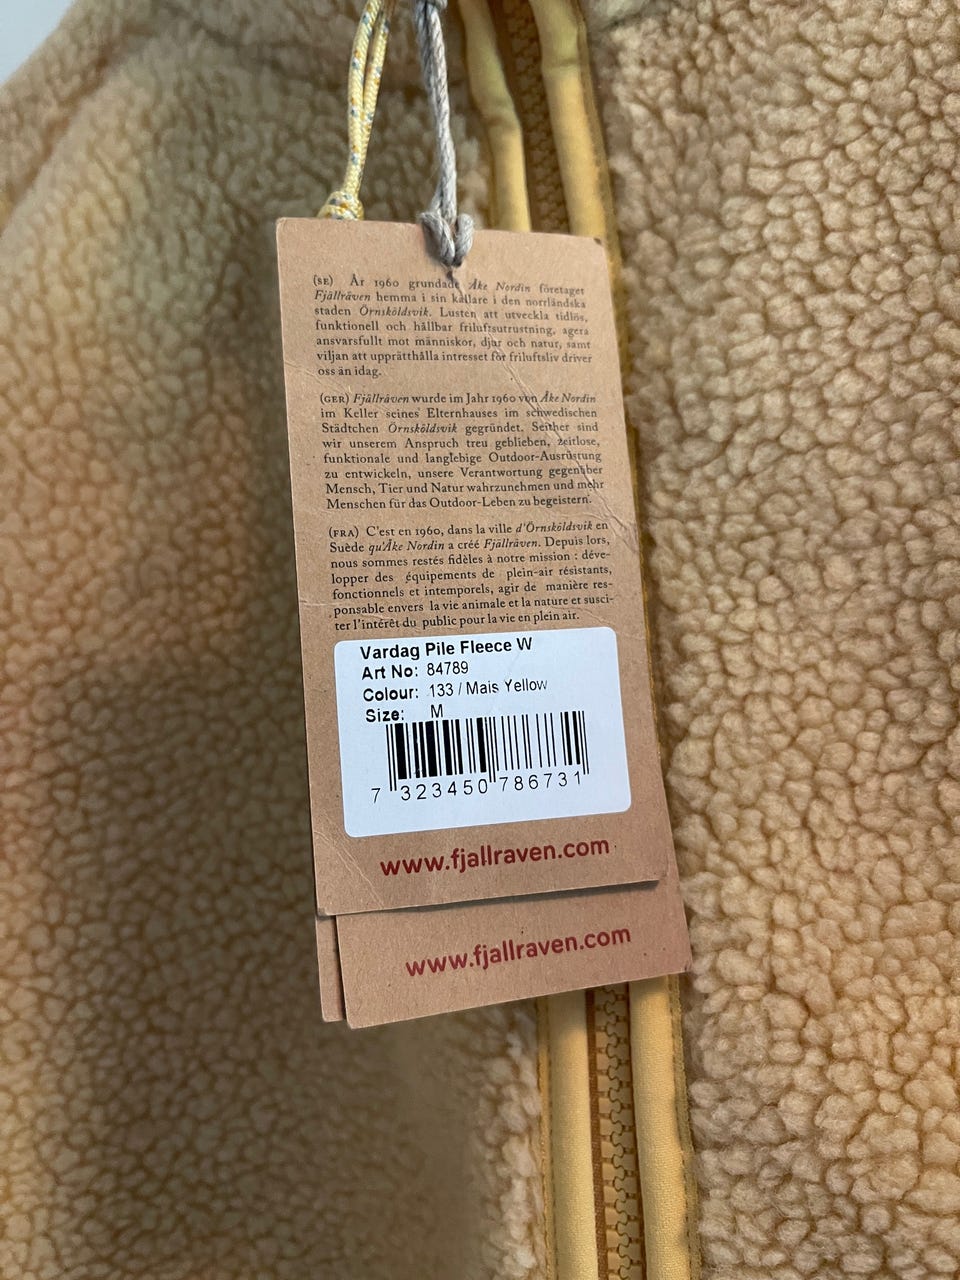 (SE) År 1960 grundade Åke Nordin företaget
Fjällräven hemma i sin källare i den norrländska
staden Örnsköldsvik. Lusten att utveckla tidlös,
funktionell och hållbar friluftsutrustning, agera
ansvarsfullt mot människor, djur och natur, samt
viljan att upprätthålla intresset för friluftsliv driver
oss än idag.
(GER) Fjällräven wurde im Jahr 1960 von Åke Nordin
im Keller seines Elternhauses im schwedischen
Städtchen Örnsköldsvik gegründet. Seither sind
wir unserem Anspruch treu geblieben, zeitlose,
funktionale und langlebige Outdoor-Ausrüstung
zu entwickeln, unsere Verantwortung gegenüber
Mensch, Tier und Natur wahrzunehmen und mehr
Menschen für das Outdoor-Leben zu begeistern.
(FRA) C'est en 1960, dans la ville d'Örnsköldsvik en
Suède qu'Åke Nordin a créé Fjällräven. Depuis lors,
nous sommes restés fidèles à notre mission : déve-
lopper des équipements de plein-air résistants,
fonctionnels et intemporels, agir de manière res-
ponsable envers la vie animale et la nature et susci-
ter l'intérêt du public pour la vie en plein air.
Vardag Pile Fleece W
Art No: 84789
Colour: 133 / Mais Yellow
Size: M
7 323450 786731
www.fjallraven.com
www.fjallraven.com